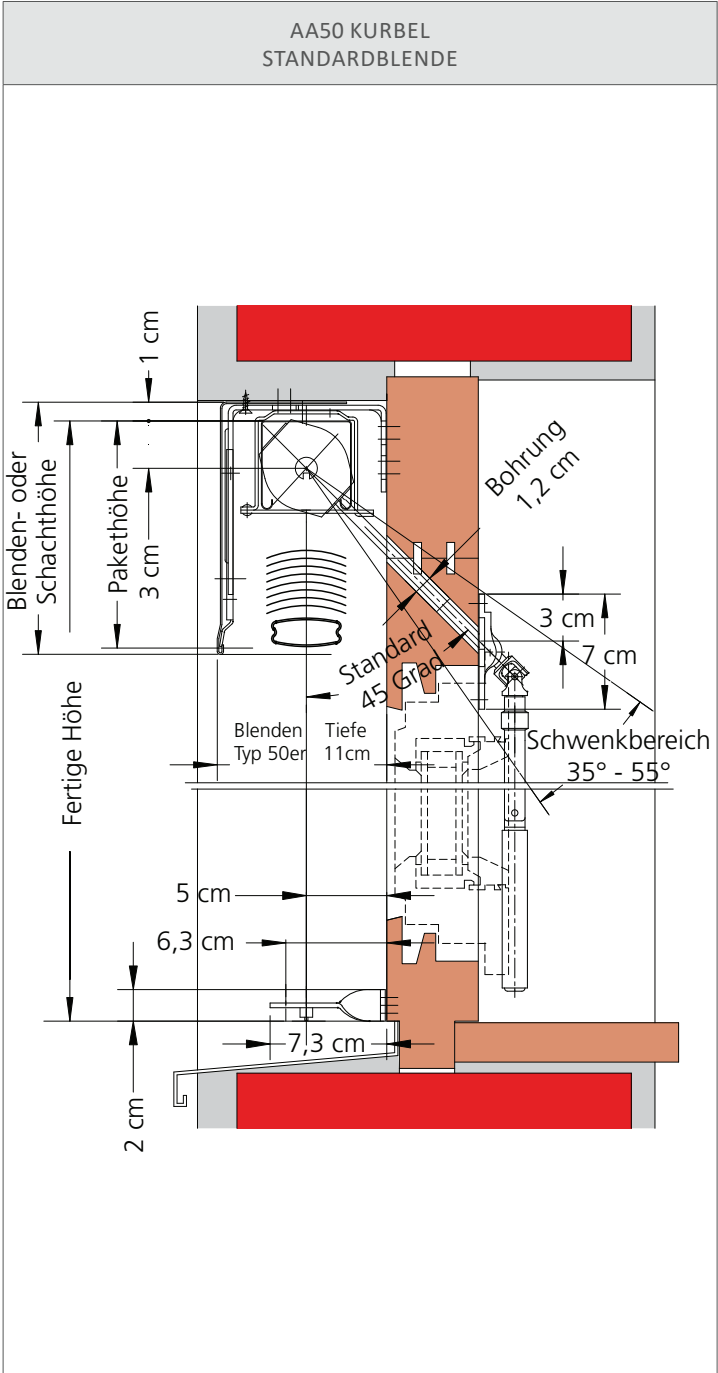 AA50 KURBEL
STANDARDBLENDE
1 cm
Blenden- oder
Schachthöhe
Pakethöhe
3 cm
Bohrung
1,2 cm
3 cm
7 cm
Standard
45 Grad
Fertige Höhe
Blenden Tiefe
Typ 50er 11cm
Schwenkbereich
35° - 55°
5 cm
6,3 cm
7,3 cm
2 cm